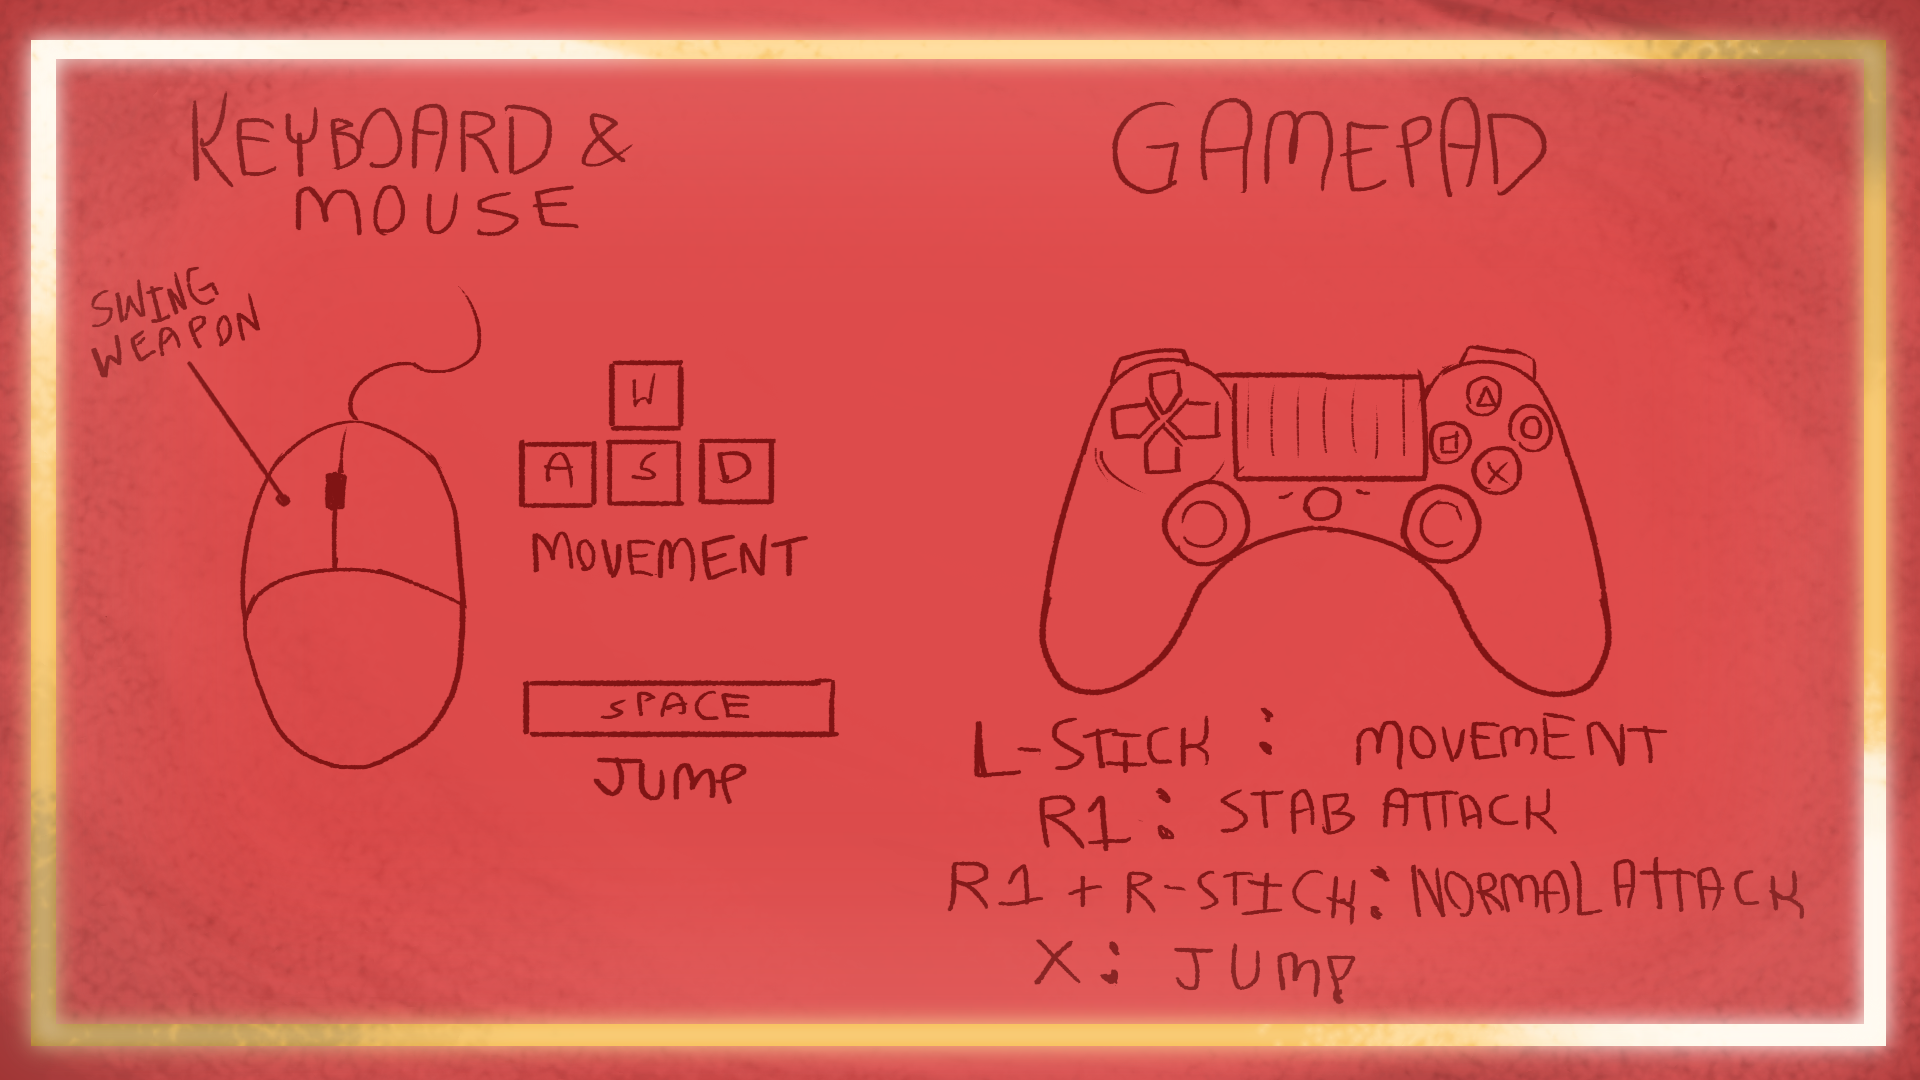 KEYBOARD &
MOUSE
SWING
WEAPON
W
A S D
MOVEMENT
SPACE
JUMP
GAMEPAD
X
L-STICK : MOVEMENT
R1 : STAB ATTACK
R1 + R-STICK : NORMAL ATTACK
X : JUMP